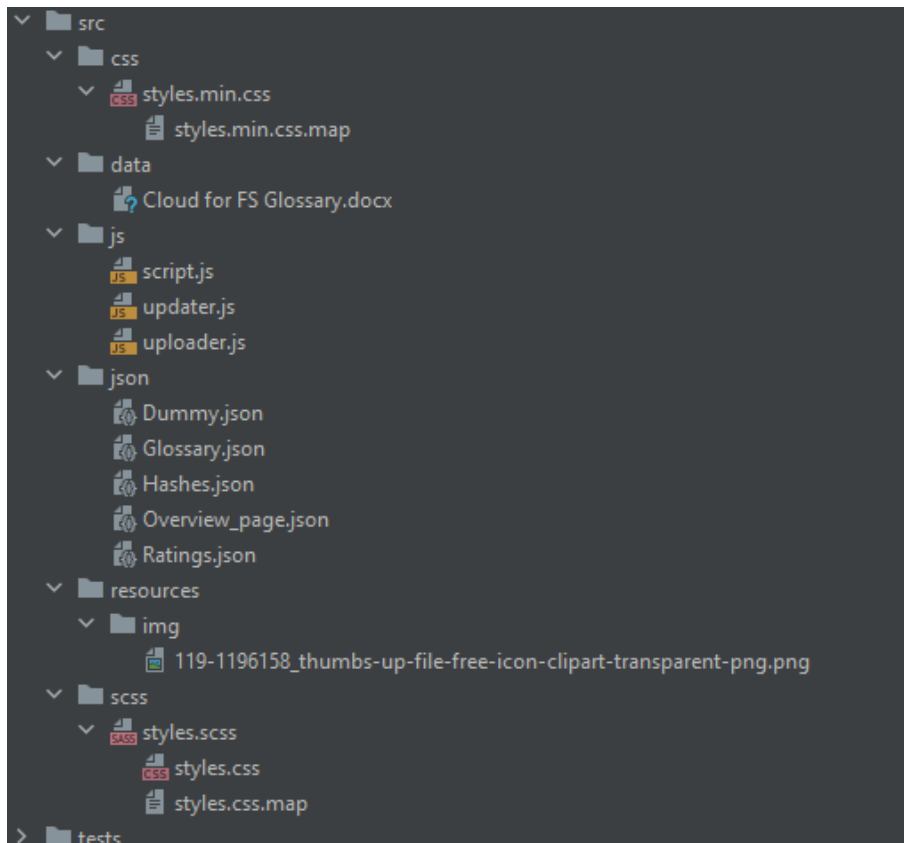 src
css
styles.min.css
styles.min.css.map
data
Cloud for FS Glossary.docx
js
script.js
updater.js
uploader.js
json
Dummy.json
Glossary.json
Hashes.json
Overview_page.json
Ratings.json
resources
img
119-1196158_thumbs-up-file-free-icon-clipart-transparent-png.png
scss
styles.scss
styles.css
styles.css.map
tests